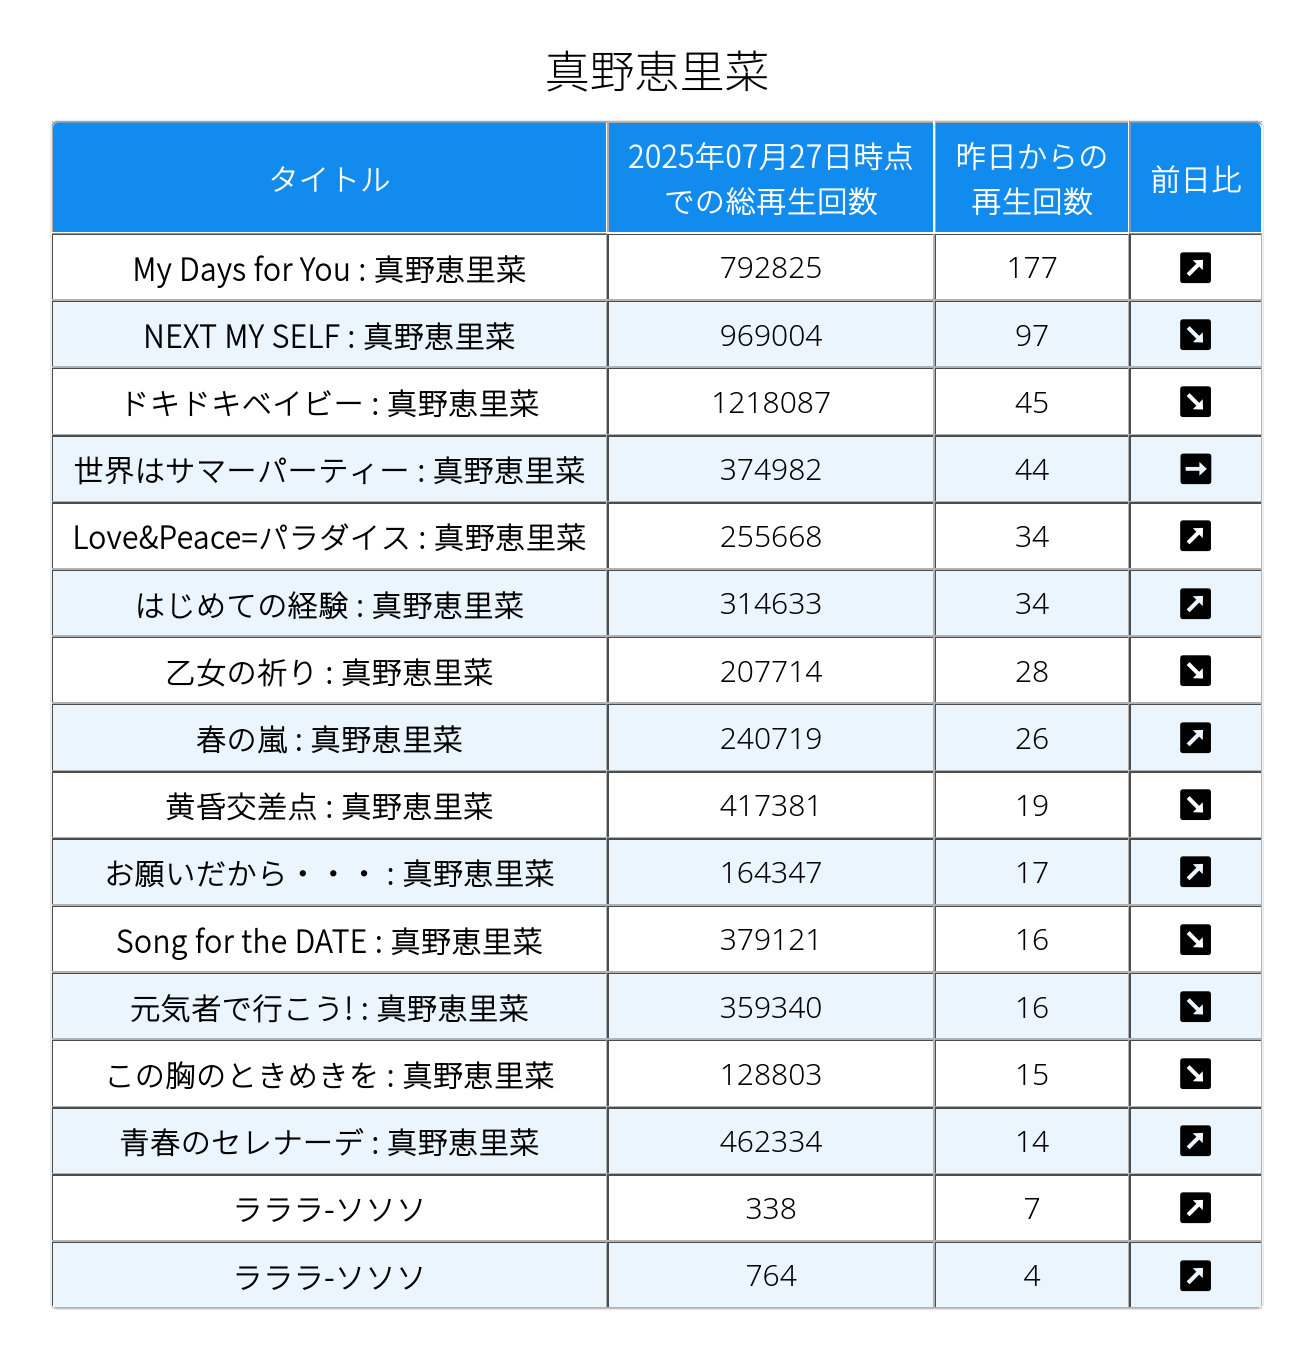 真野恵里菜
タイトル 2025年07月27日時点 昨日からの 前日比
での総再生回数 再生回数
My Days for You : 真野恵里菜 792825 177 ↗
NEXT MY SELF : 真野恵里菜 969004 97 ↘
ドキドキベイビー : 真野恵里菜 1218087 45 ↘
世界はサマーパーティー : 真野恵里菜 374982 44 →
Love&Peace=パラダイス : 真野恵里菜 255668 34 ↗
はじめての経験 : 真野恵里菜 314633 34 ↗
乙女の祈り : 真野恵里菜 207714 28 ↘
春の嵐 : 真野恵里菜 240719 26 ↗
黄昏交差点 : 真野恵里菜 417381 19 ↘
お願いだから・・・ : 真野恵里菜 164347 17 ↗
Song for the DATE : 真野恵里菜 379121 16 ↘
元気者で行こう! : 真野恵里菜 359340 16 ↘
この胸のときめきを : 真野恵里菜 128803 15 ↘
青春のセレナーデ : 真野恵里菜 462334 14 ↗
ラララ-ソソソ 338 7 ↗
ラララ-ソソソ 764 4 ↗